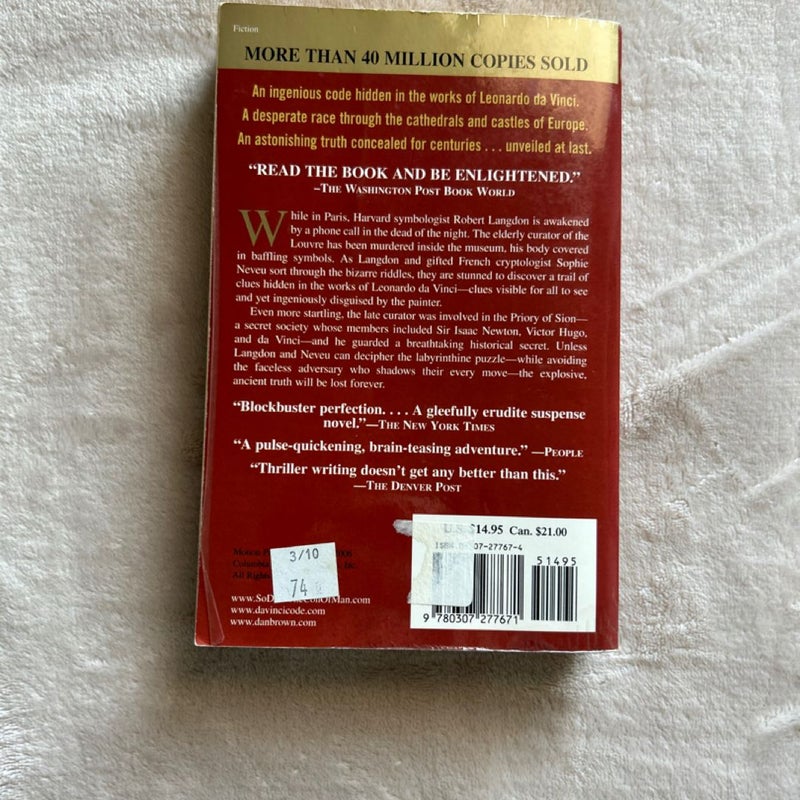 Fiction
MORE THAN 40 MILLION COPIES SOLD
An ingenious code hidden in the works of Leonardo da Vinci.
A desperate race through the cathedrals and castles of Europe.
An astonishing truth concealed for centuries . . . unveiled at last.
“READ THE BOOK AND BE ENLIGHTENED.”
–THE WASHINGTON POST BOOK WORLD
While in Paris, Harvard symbologist Robert Langdon is awakened
by a phone call in the dead of the night. The elderly curator of the
Louvre has been murdered inside the museum, his body covered
in baffling symbols. As Langdon and gifted French cryptologist Sophie
Neveu sort through the bizarre riddles, they are stunned to discover a trail of
clues hidden in the works of Leonardo da Vinci—clues visible for all to see
and yet ingeniously disguised by the painter.
Even more startling, the late curator was involved in the Priory of Sion—
a secret society whose members included Sir Isaac Newton, Victor Hugo,
and da Vinci—and he guarded a breathtaking historical secret. Unless
Langdon and Neveu can decipher the labyrinthine puzzle—while avoiding
the faceless adversary who shadows their every move—the explosive,
ancient truth will be lost forever.
“Blockbuster perfection. . . . A gleefully erudite suspense
novel.”—THE NEW YORK TIMES
“A pulse-quickening, brain-teasing adventure.” —PEOPLE
“Thriller writing doesn’t get any better than this.”
—THE DENVER POST
U.S. $14.95 Can. $21.00
ISBN 07-27767-4
51495
9 780307 277671
Motion
Columbia Inc.
All
3/10
74
www.davincicode.com
www.danbrown.com